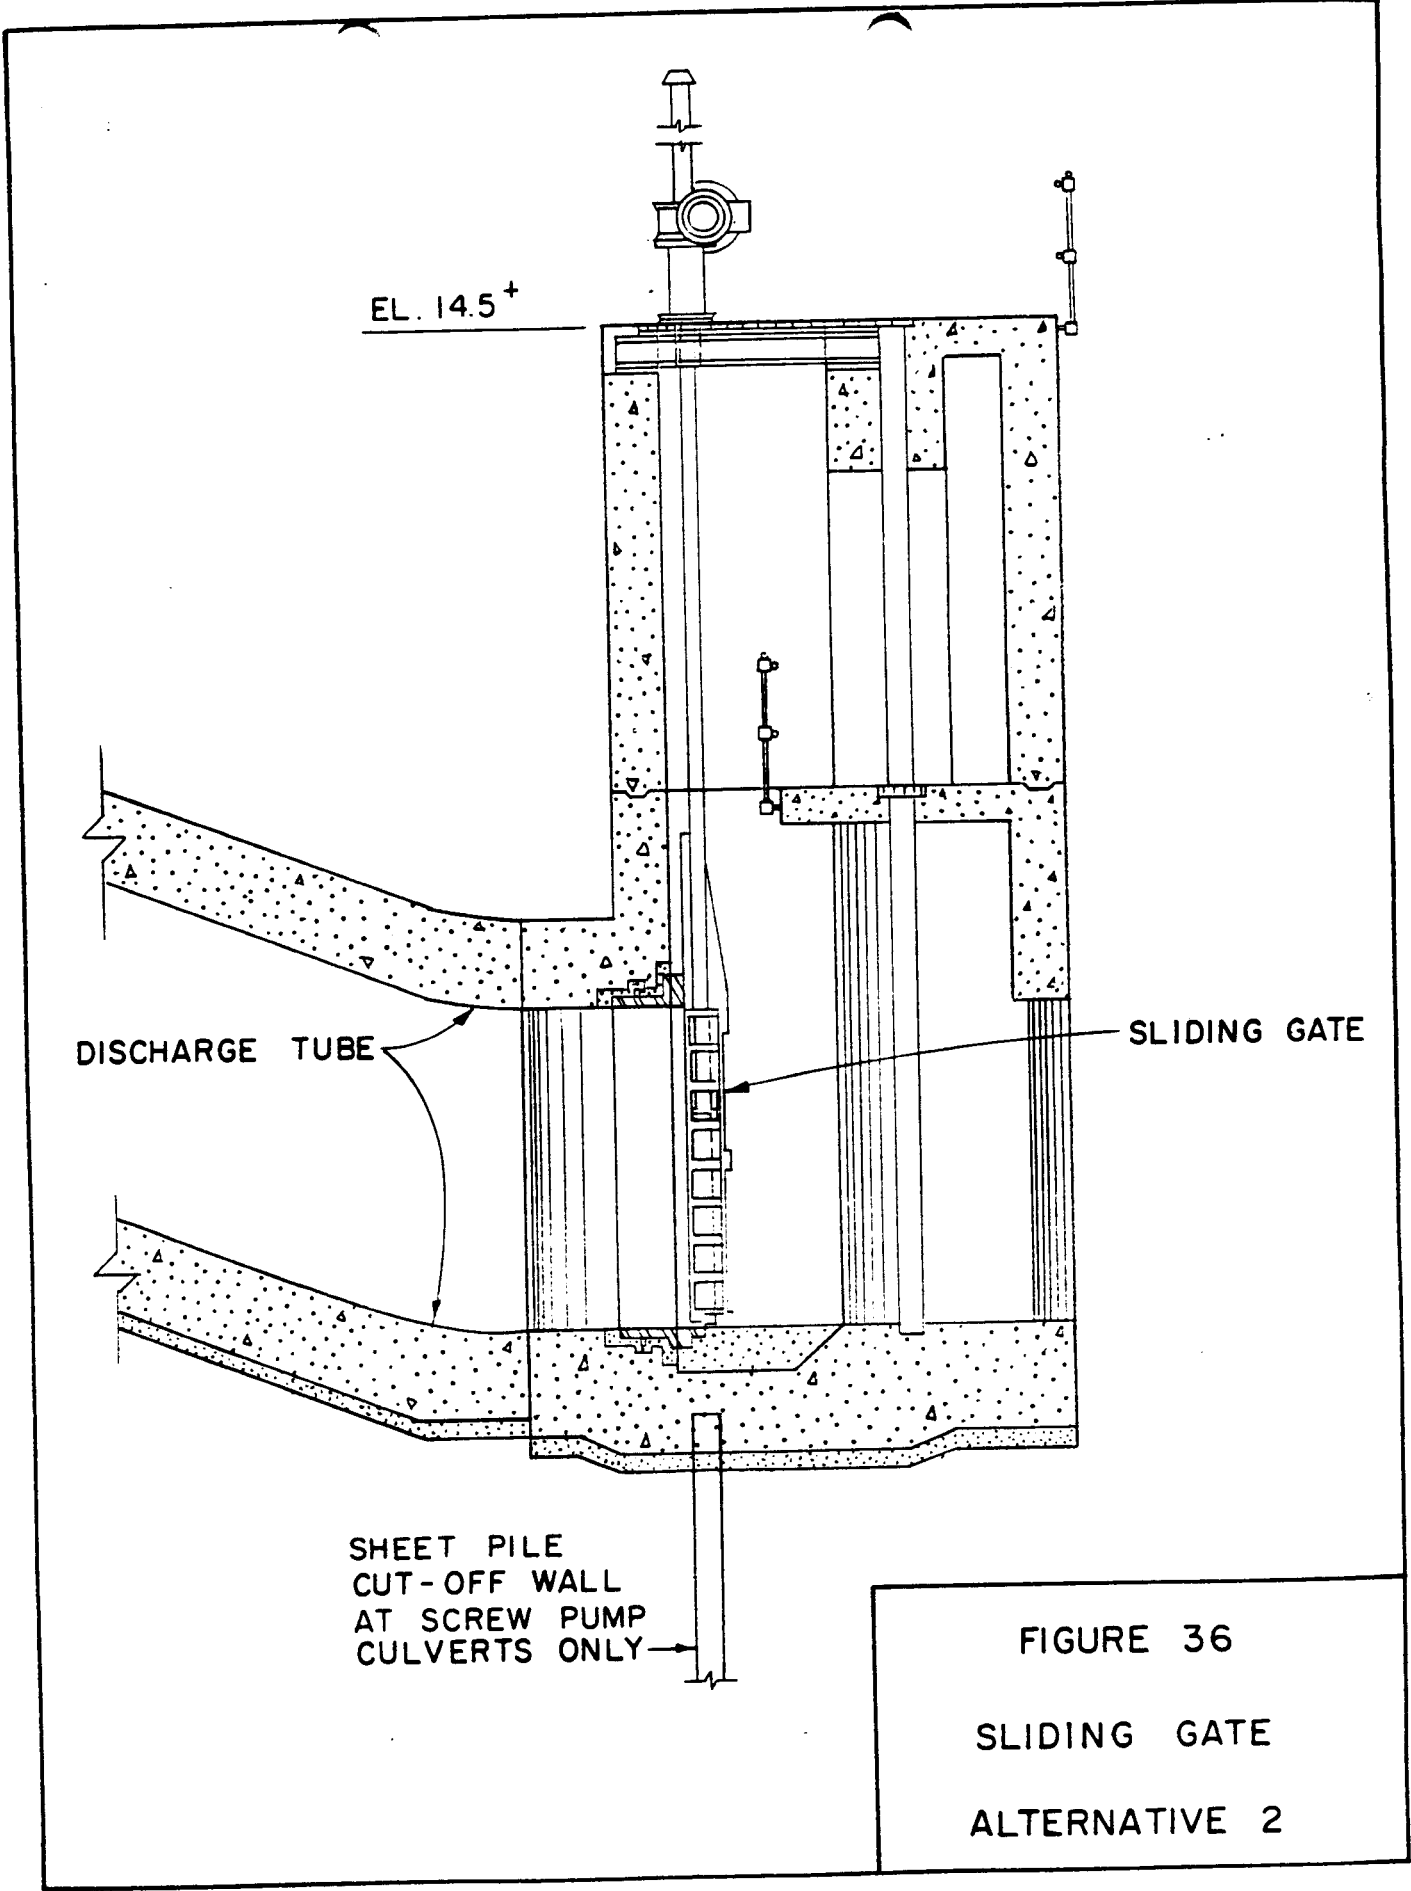 EL. 14.5+
DISCHARGE TUBE
SLIDING GATE
SHEET PILE
CUT-OFF WALL
AT SCREW PUMP
CULVERTS ONLY
FIGURE 36
SLIDING GATE
ALTERNATIVE 2